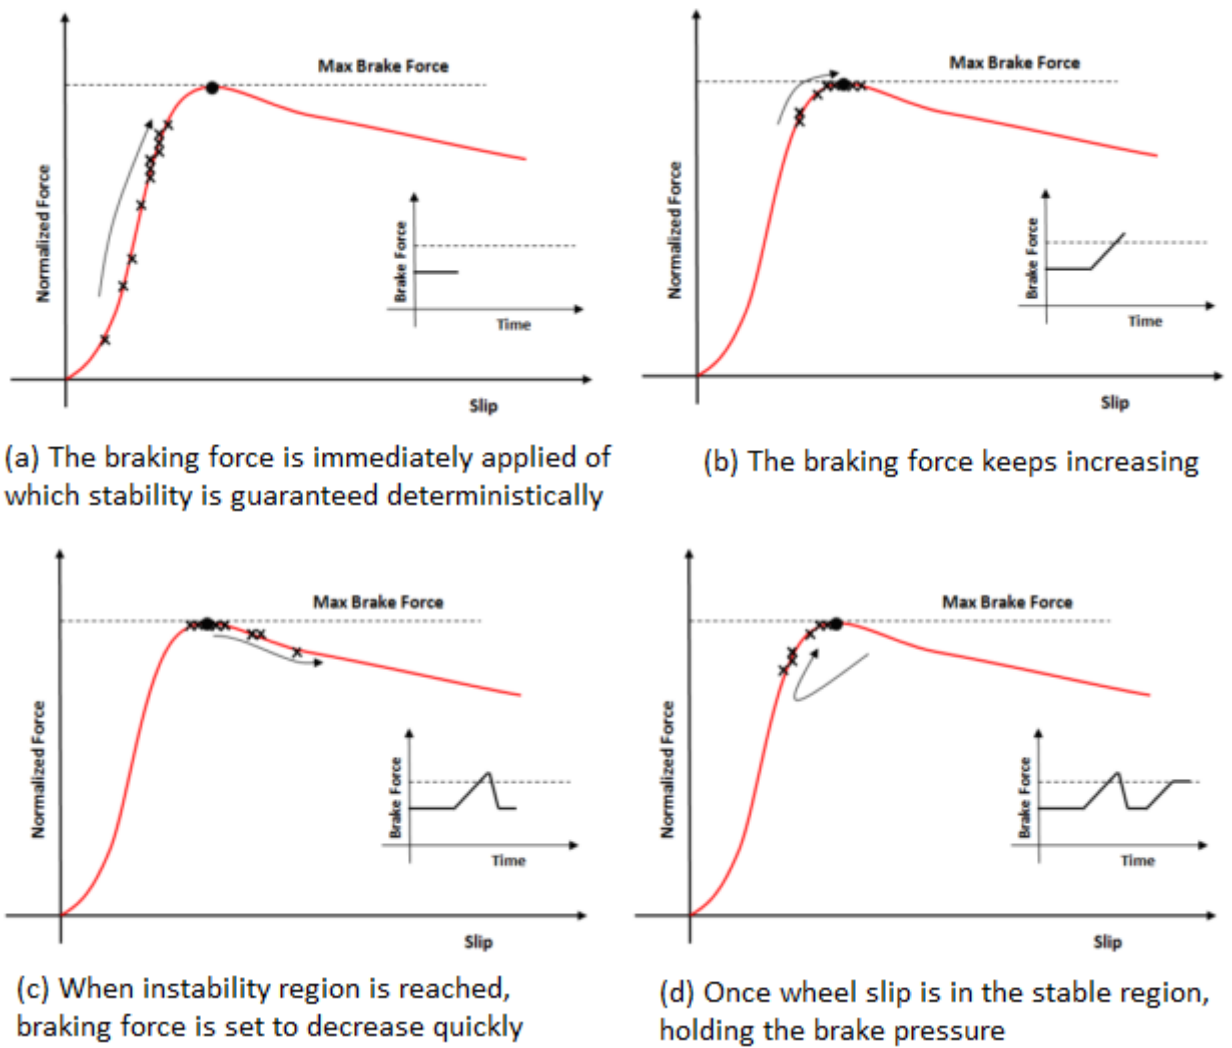 Max Brake Force
Normalized Force
Brake Force
Time
Slip
(a) The braking force is immediately applied of
which stability is guaranteed deterministically
Max Brake Force
Normalized Force
Brake Force
Time
Slip
(b) The braking force keeps increasing
Max Brake Force
Normalized Force
Brake Force
Time
Slip
(c) When instability region is reached,
braking force is set to decrease quickly
Max Brake Force
Normalized Force
Brake Force
Time
Slip
(d) Once wheel slip is in the stable region,
holding the brake pressure